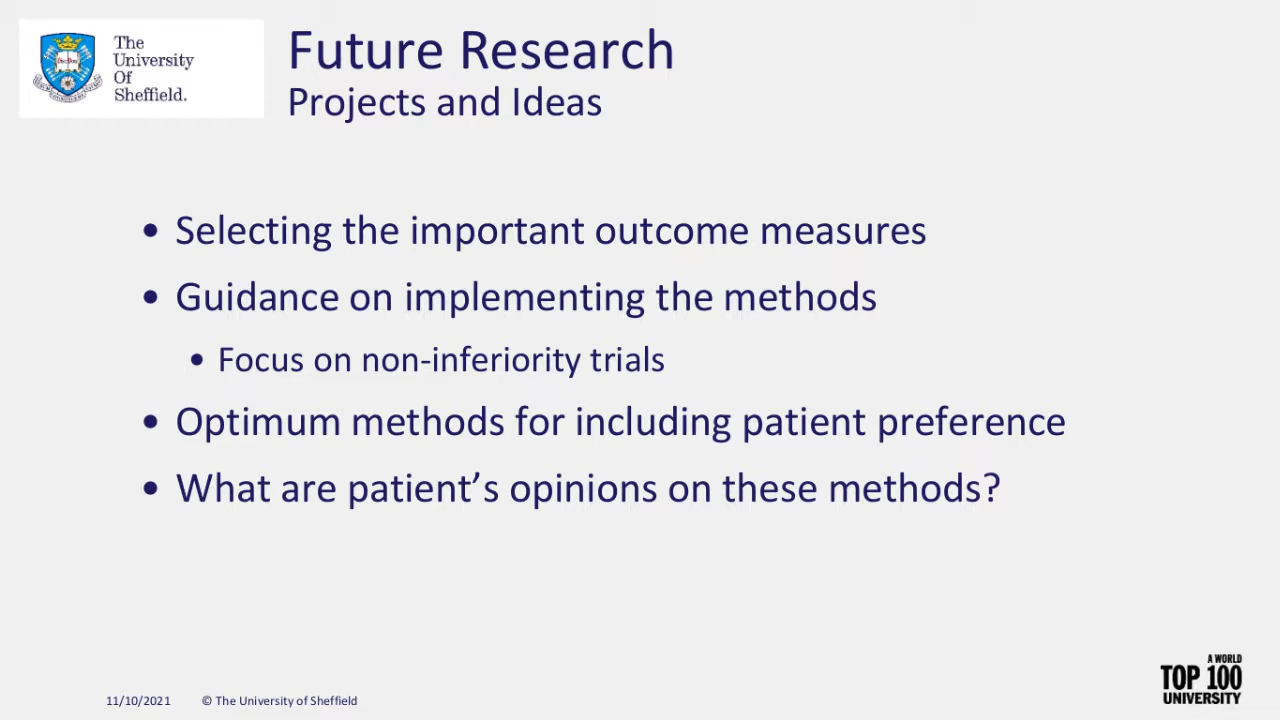 The
University
Of
Sheffield.
Future Research
Projects and Ideas
• Selecting the important outcome measures
• Guidance on implementing the methods
• Focus on non-inferiority trials
• Optimum methods for including patient preference
• What are patient’s opinions on these methods?
11/10/2021 © The University of Sheffield
A WORLD
TOP 100
UNIVERSITY